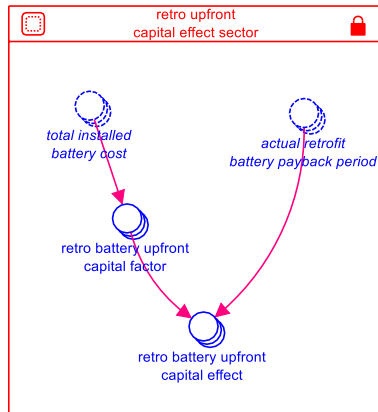 retro upfront
capital effect sector
total installed
battery cost
actual retrofit
battery payback period
retro battery upfront
capital factor
retro battery upfront
capital effect